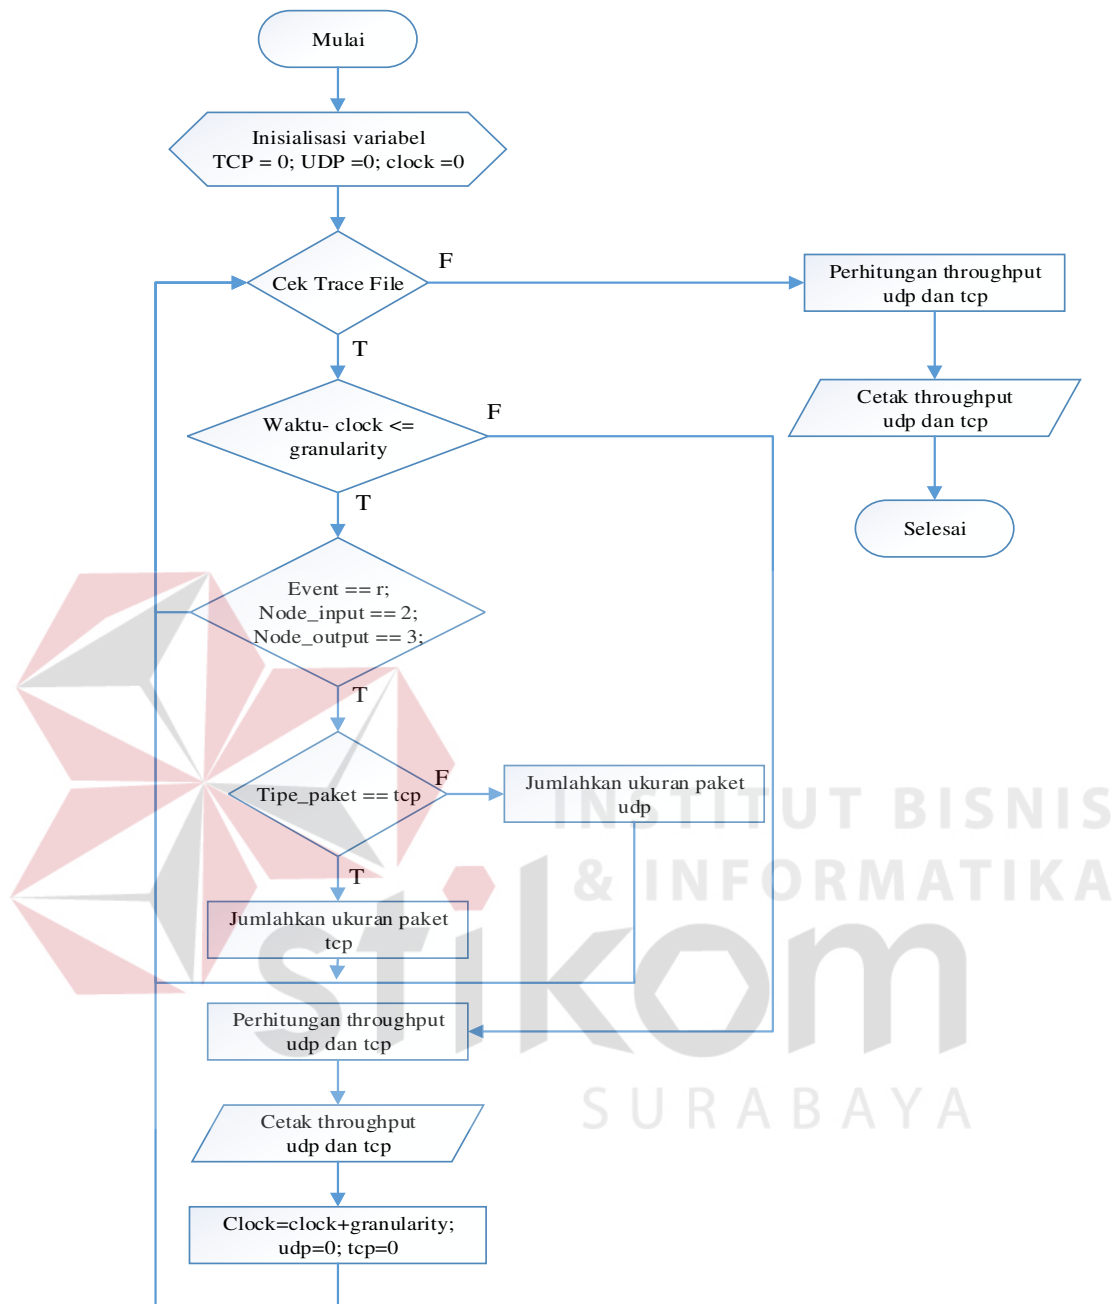 Mulai
Inisialisasi variabel
TCP = 0; UDP =0; clock =0
Cek Trace File
F
T
Perhitungan throughput
udp dan tcp
Cetak throughput
udp dan tcp
Selesai
Waktu- clock <=
granularity
F
T
Event == r;
Node_input == 2;
Node_output == 3;
T
Tipe_paket == tcp
F
T
Jumlahkan ukuran paket
udp
Jumlahkan ukuran paket
tcp
Perhitungan throughput
udp dan tcp
Cetak throughput
udp dan tcp
Clock=clock+granularity;
udp=0; tcp=0
INSTITUT BISNIS
& INFORMATIKA
stikom
SURABAYA